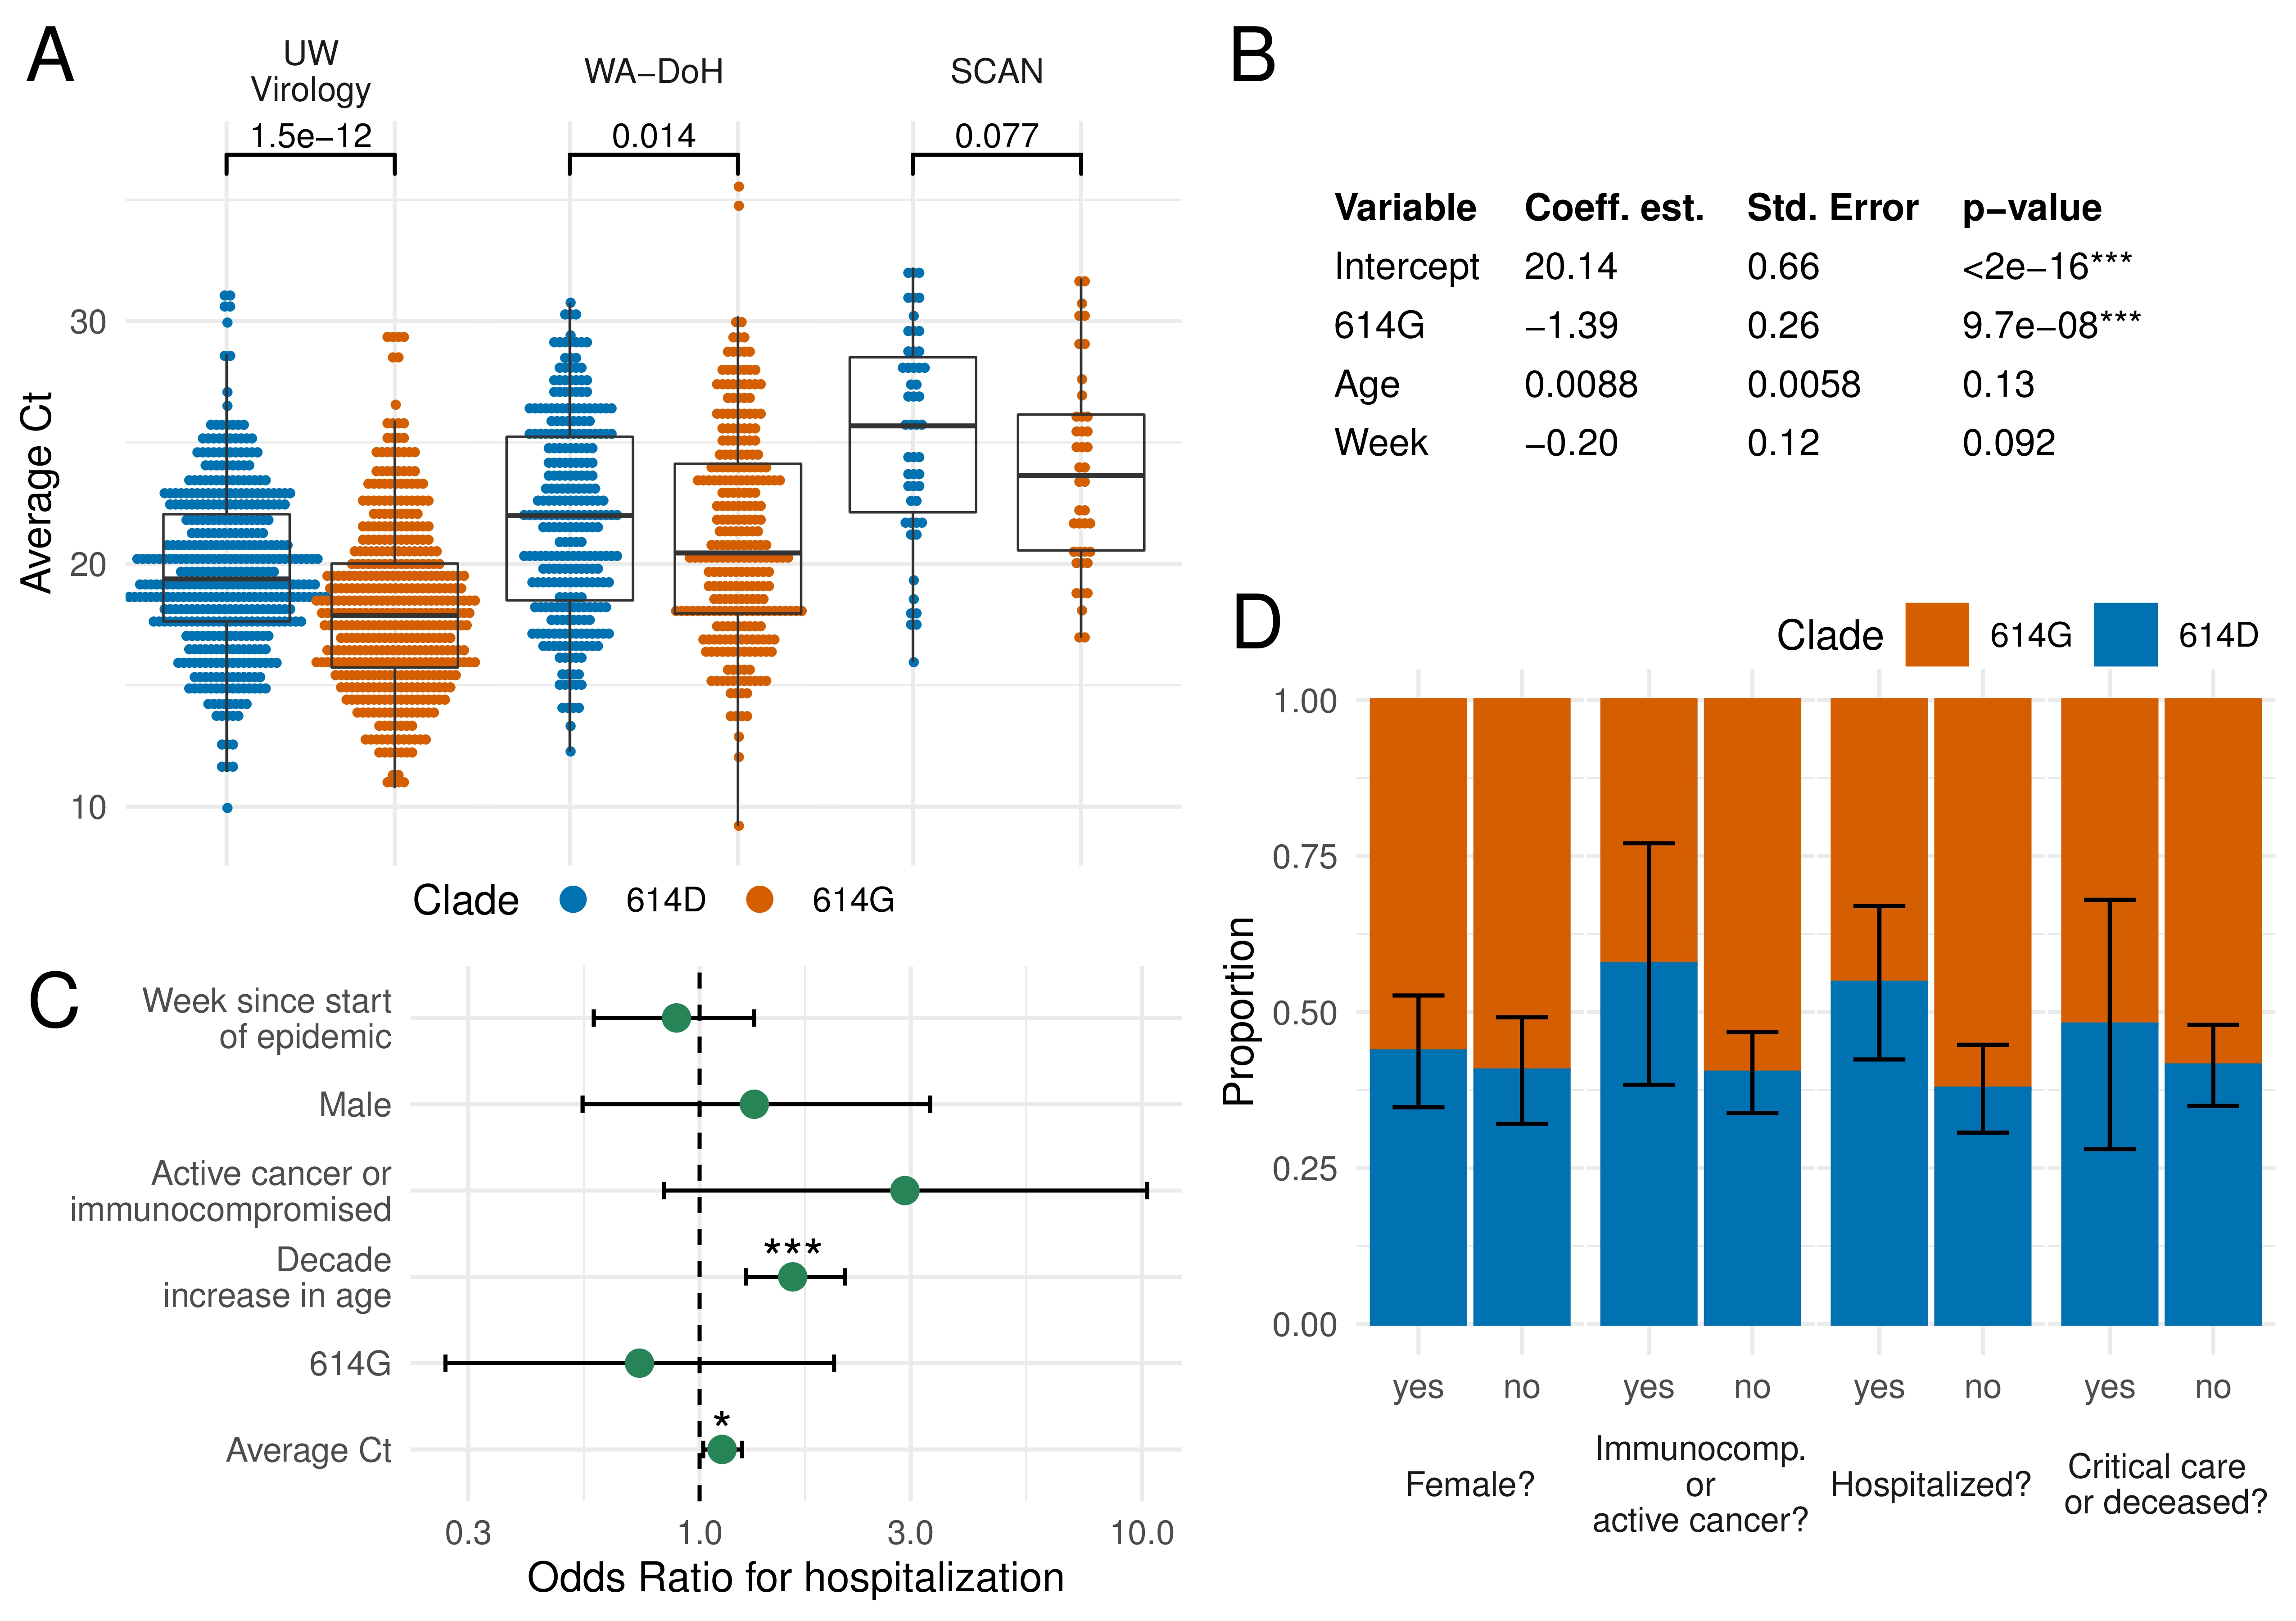 A
UW
Virology
WA−DoH
SCAN
1.5e−12
0.014
0.077
Average Ct
30
20
10
Clade
614D
614G
B
Variable Coeff. est. Std. Error p−value
Intercept 20.14 0.66 <2e−16***
614G −1.39 0.26 9.7e−08***
Age 0.0088 0.0058 0.13
Week −0.20 0.12 0.092
C
Week since start
of epidemic
Male
Active cancer or
immunocompromised
Decade
increase in age
***
614G
Average Ct
*
0.3
1.0
3.0
10.0
Odds Ratio for hospitalization
D
Clade
614G
614D
Proportion
1.00
0.75
0.50
0.25
0.00
yes
no
yes
no
yes
no
yes
no
Female?
Immunocomp.
or
active cancer?
Hospitalized?
Critical care
or deceased?